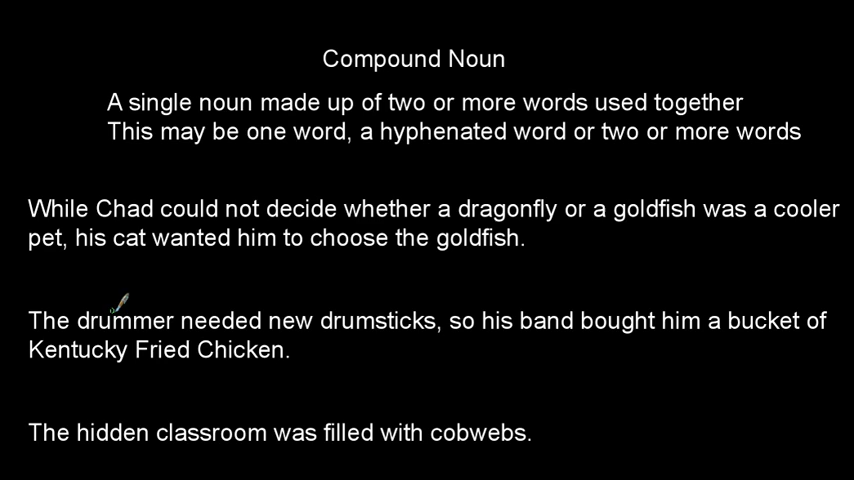 Compound Noun
A single noun made up of two or more words used together
This may be one word, a hyphenated word or two or more words
While Chad could not decide whether a dragonfly or a goldfish was a cooler
pet, his cat wanted him to choose the goldfish.
The drummer needed new drumsticks, so his band bought him a bucket of
Kentucky Fried Chicken.
The hidden classroom was filled with cobwebs.